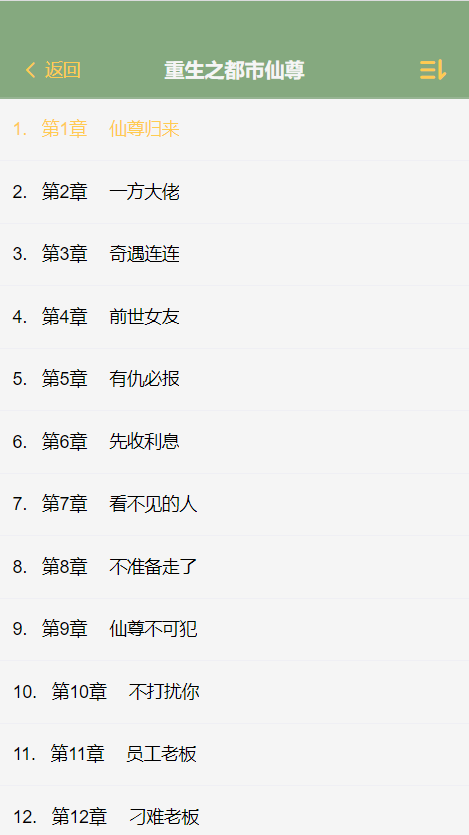 返回 重生之都市仙尊
1. 第1章 仙尊归来
2. 第2章 一方大佬
3. 第3章 奇遇连连
4. 第4章 前世女友
5. 第5章 有仇必报
6. 第6章 先收利息
7. 第7章 看不见的人
8. 第8章 不准备走了
9. 第9章 仙尊不可犯
10. 第10章 不打扰你
11. 第11章 员工老板
12. 第12章 刁难老板